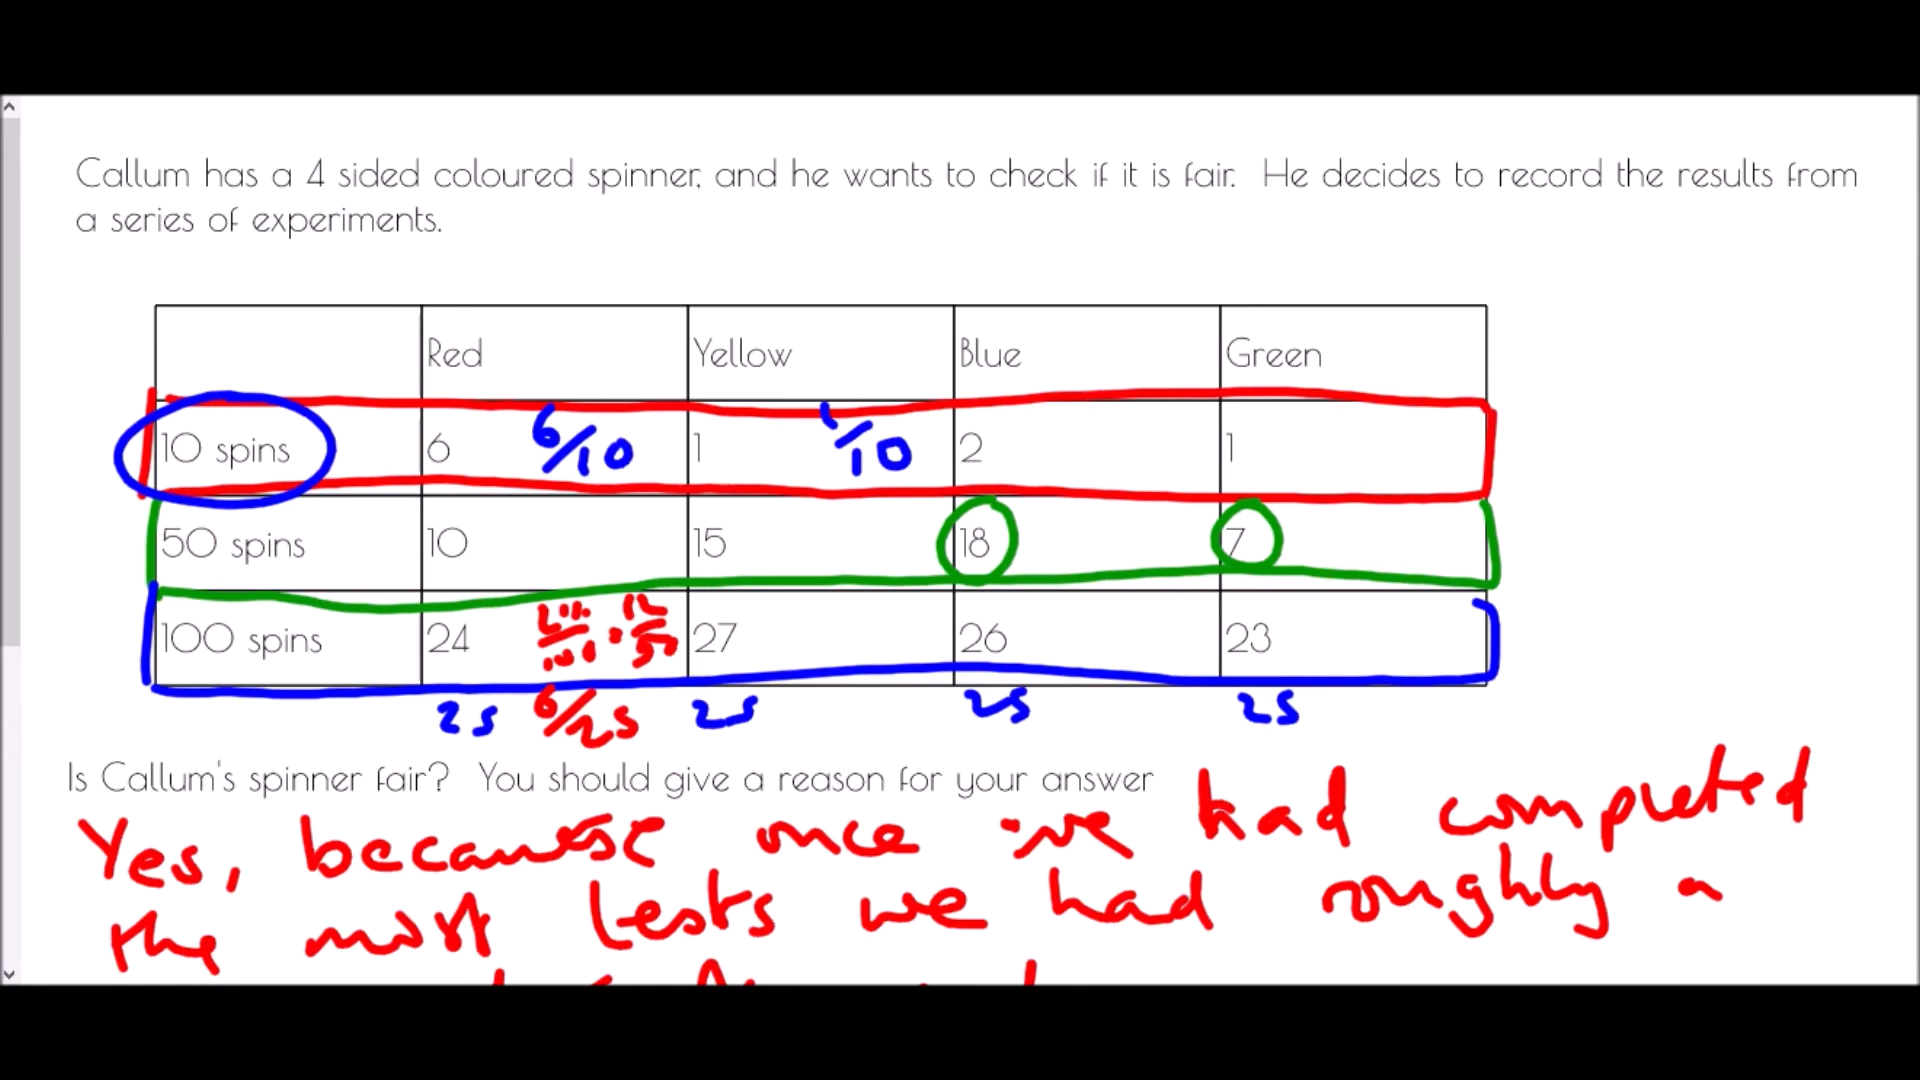 Callum has a 4 sided coloured spinner, and he wants to check if it is fair. He decides to record the results from
a series of experiments.
Red Yellow Blue Green
10 spins 6 6/10 1 1/10 2 1
50 spins 10 15 18 7
100 spins 24 24/100 = 12/50 27 26 23
25 6/25 25 25 25
Is Callum's spinner fair? You should give a reason for your answer
Yes, because once we had completed
the most tests we had roughly a